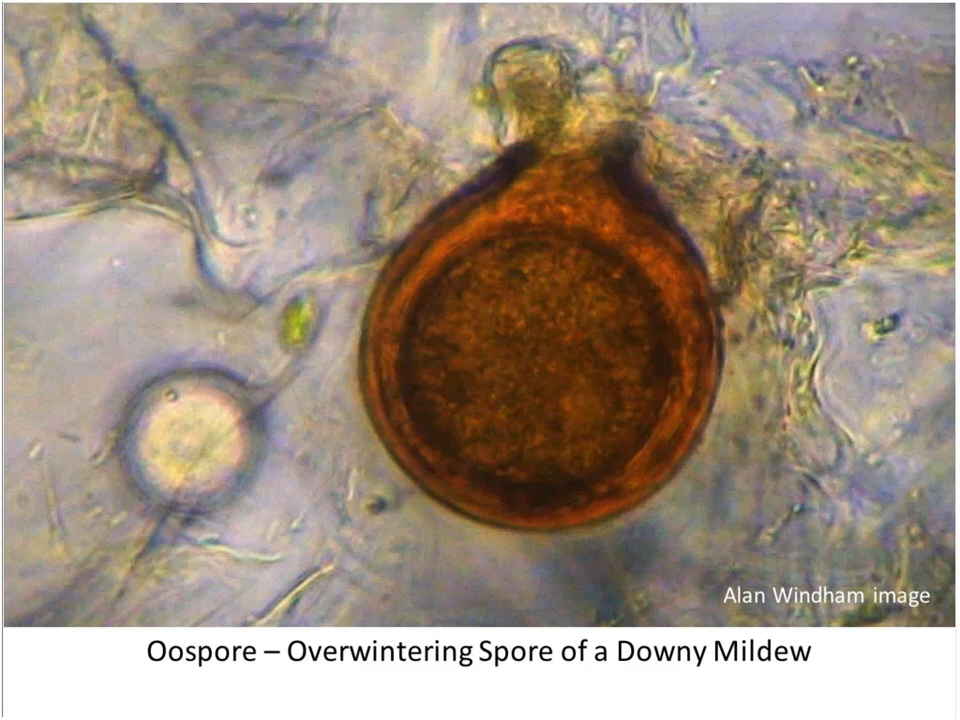 Alan Windham image
Oospore – Overwintering Spore of a Downy Mildew